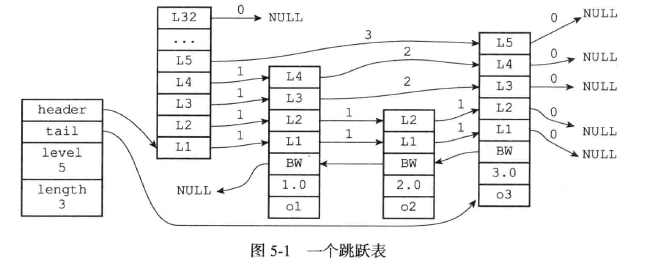 header
tail
level
5
length
3
L32
...
L5
L4
L3
L2
L1
0
NULL
3
1
1
1
1
L4
L3
L2
L1
BW
1.0
o1
NULL
2
2
1
1
L2
L1
BW
2.0
o2
1
1
L5
L4
L3
L2
L1
BW
3.0
o3
0
NULL
0
NULL
0
NULL
0
NULL
0
NULL
图 5-1 一个跳跃表